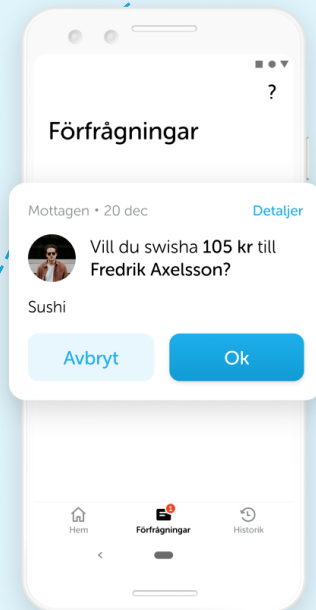 ?
Förfrågningar
Mottagen • 20 dec
Detaljer
Vill du swisha 105 kr till
Fredrik Axelsson?
Sushi
Avbryt
Ok
1
Hem
Förfrågningar
Historik